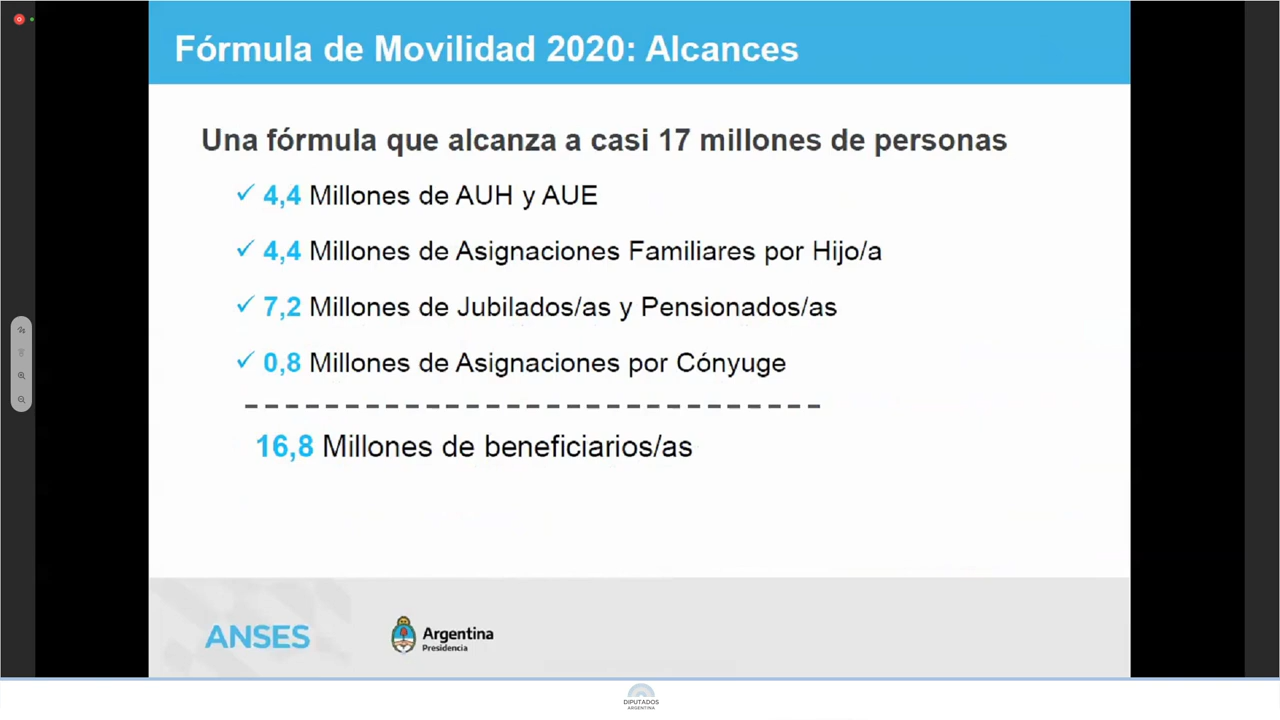 Fórmula de Movilidad 2020: Alcances
Una fórmula que alcanza a casi 17 millones de personas
✓ 4,4 Millones de AUH y AUE
✓ 4,4 Millones de Asignaciones Familiares por Hijo/a
✓ 7,2 Millones de Jubilados/as y Pensionados/as
✓ 0,8 Millones de Asignaciones por Cónyuge
16,8 Millones de beneficiarios/as
ANSES
Argentina
Presidencia
DIPUTADOS
ARGENTINA